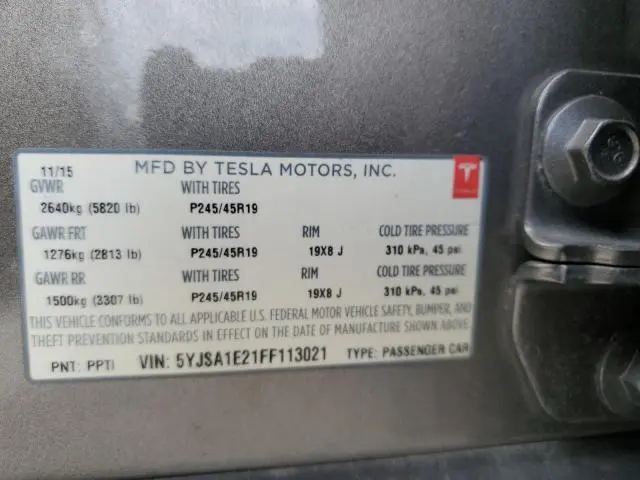 11/15 MFD BY TESLA MOTORS, INC.
GVWR WITH TIRES
2640kg (5820 lb) P245/45R19
GAWR FRT WITH TIRES RIM COLD TIRE PRESSURE
1276kg (2813 lb) P245/45R19 19X8 J 310 kPa, 45 psi
GAWR RR WITH TIRES RIM COLD TIRE PRESSURE
1500kg (3307 lb) P245/45R19 19X8 J 310 kPa, 45 psi
THIS VEHICLE CONFORMS TO ALL APPLICABLE U.S. FEDERAL MOTOR VEHICLE SAFETY, BUMPER, AND
THEFT PREVENTION STANDARDS IN EFFECT ON THE DATE OF MANUFACTURE SHOWN ABOVE.
PNT: PPTI VIN: 5YJSA1E21FF113021 TYPE: PASSENGER CAR
TESLA